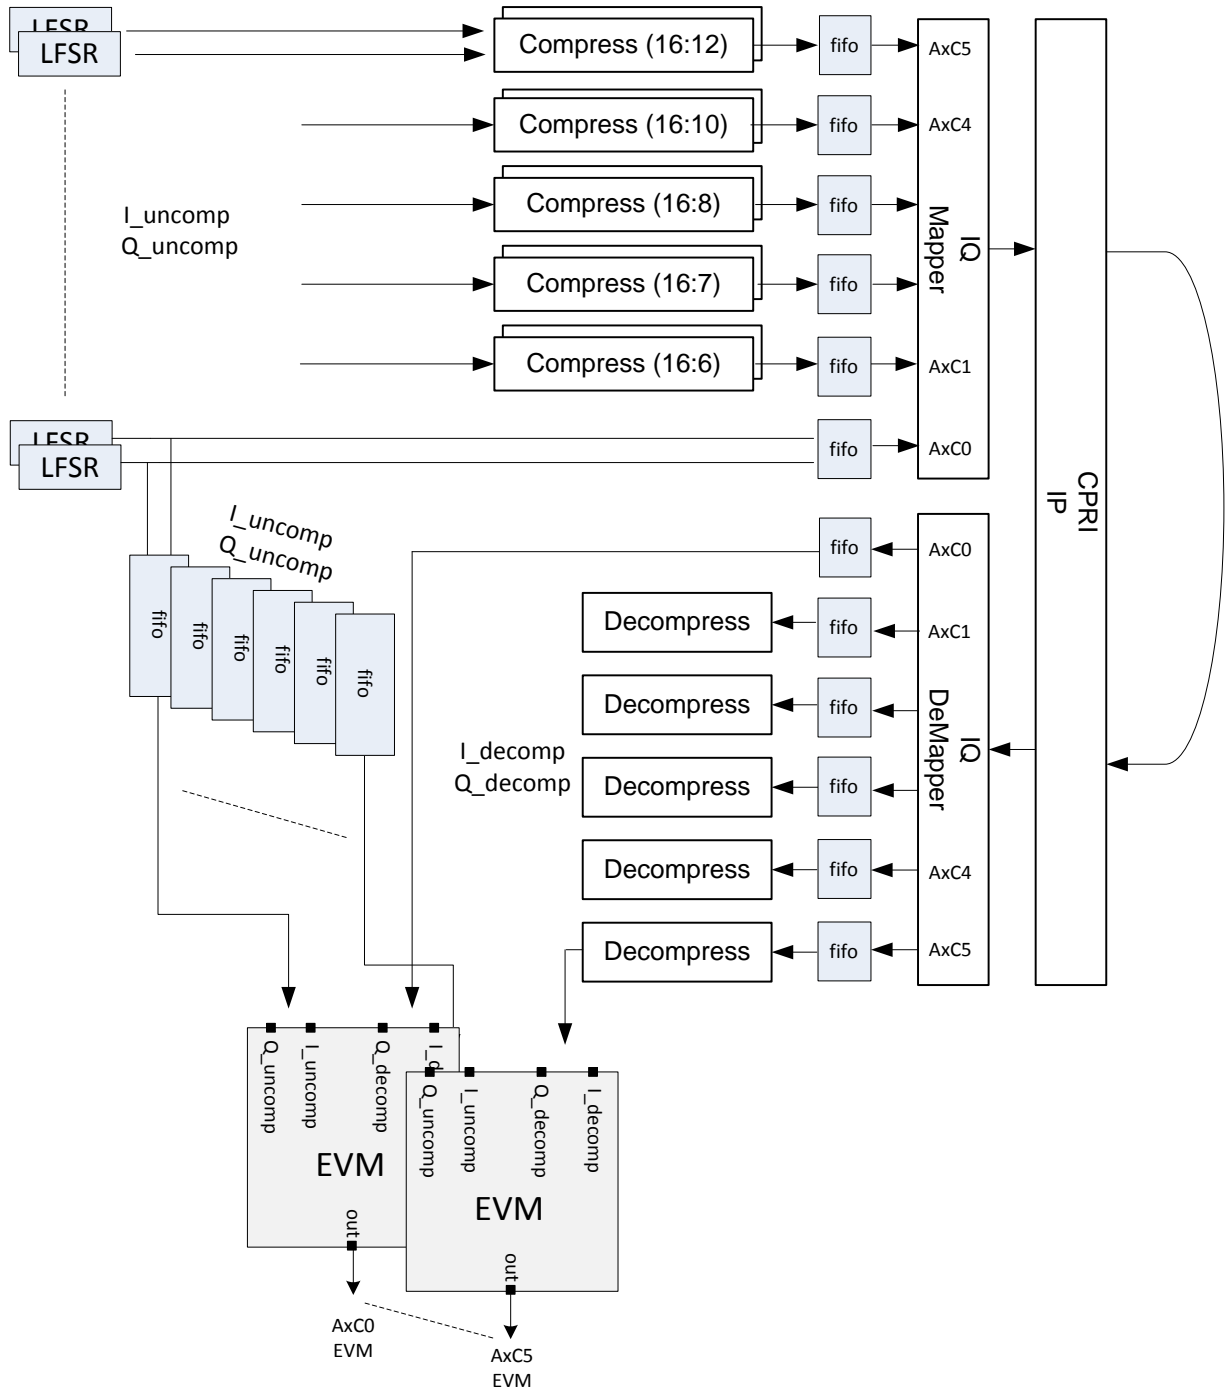 LFSR
LFSR
Compress (16:12)
fifo
AxC5
Compress (16:10)
fifo
AxC4
Compress (16:8)
fifo
I_uncomp
Q_uncomp
IQ
Mapper
Compress (16:7)
fifo
Compress (16:6)
fifo
AxC1
LFSR
LFSR
fifo
AxC0
CPRI
IP
I_uncomp
Q_uncomp
fifo
AxC0
fifo
fifo
fifo
fifo
fifo
fifo
Decompress
fifo
AxC1
Decompress
fifo
IQ
DeMapper
I_decomp
Q_decomp
Decompress
fifo
Decompress
fifo
AxC4
Decompress
fifo
AxC5
Q_uncomp
I_uncomp
Q_decomp
EVM
out
Q_uncomp
I_uncomp
Q_decomp
I_decomp
EVM
out
AxC0
EVM
AxC5
EVM